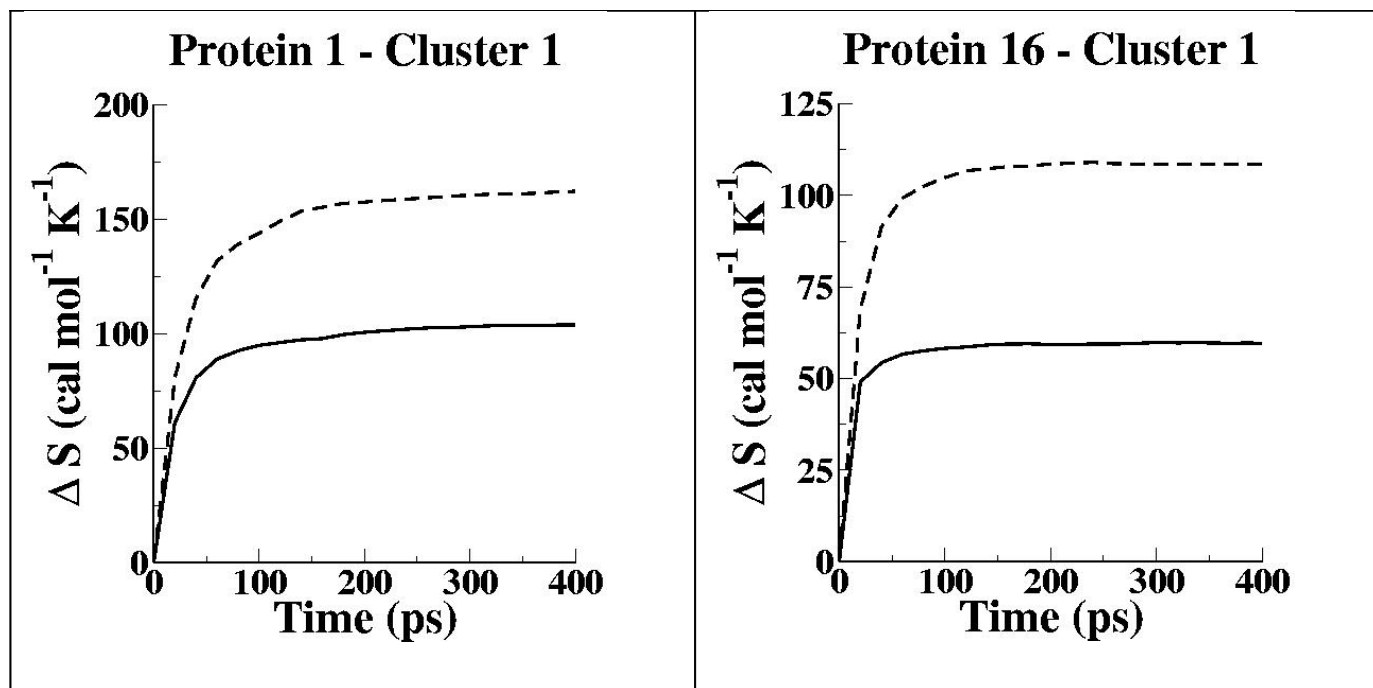 Protein 1 - Cluster 1
200
150
100
50
0
Δ S (cal mol⁻¹ K⁻¹)
0 100 200 300 400
Time (ps)
Protein 16 - Cluster 1
125
100
75
50
25
0
Δ S (cal mol⁻¹ K⁻¹)
0 100 200 300 400
Time (ps)